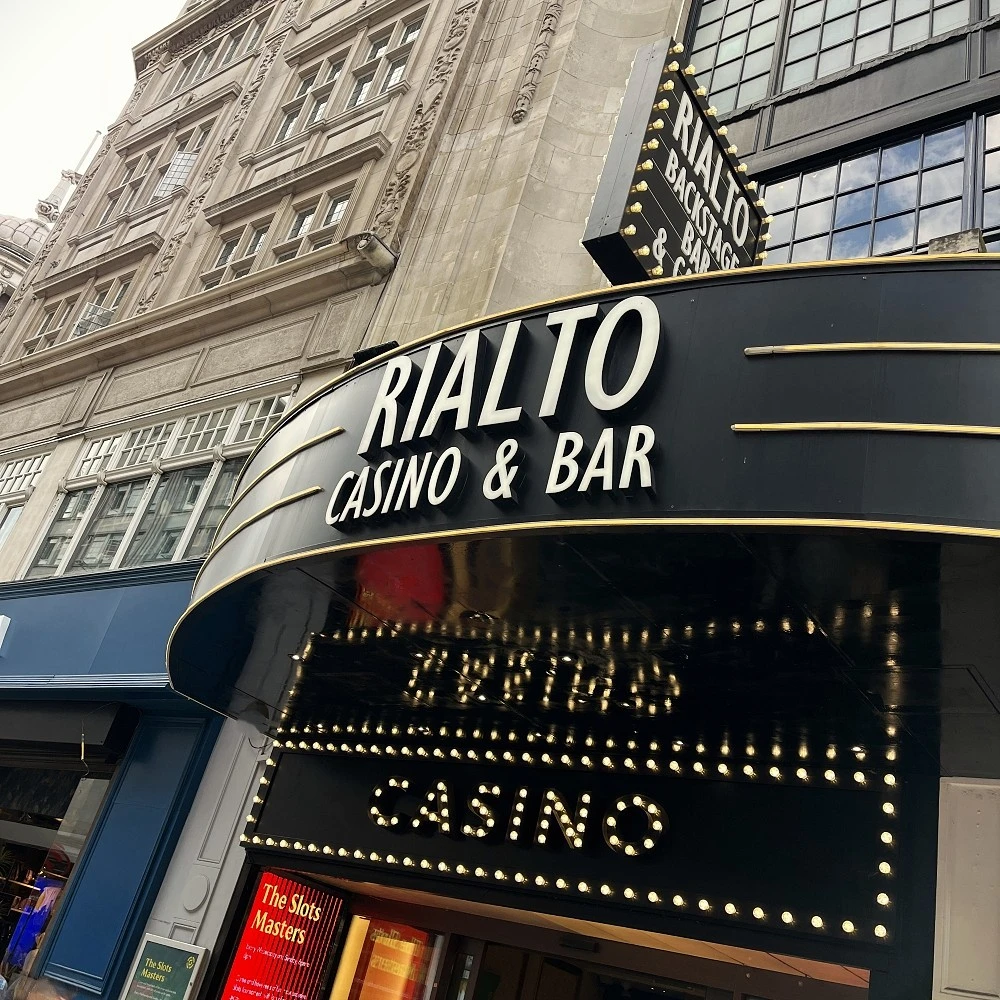 RIALTO
BACKSTAGE
BAR
&
RIALTO
CASINO & BAR
CASINO
The Slots
Masters
The Slots
Masters